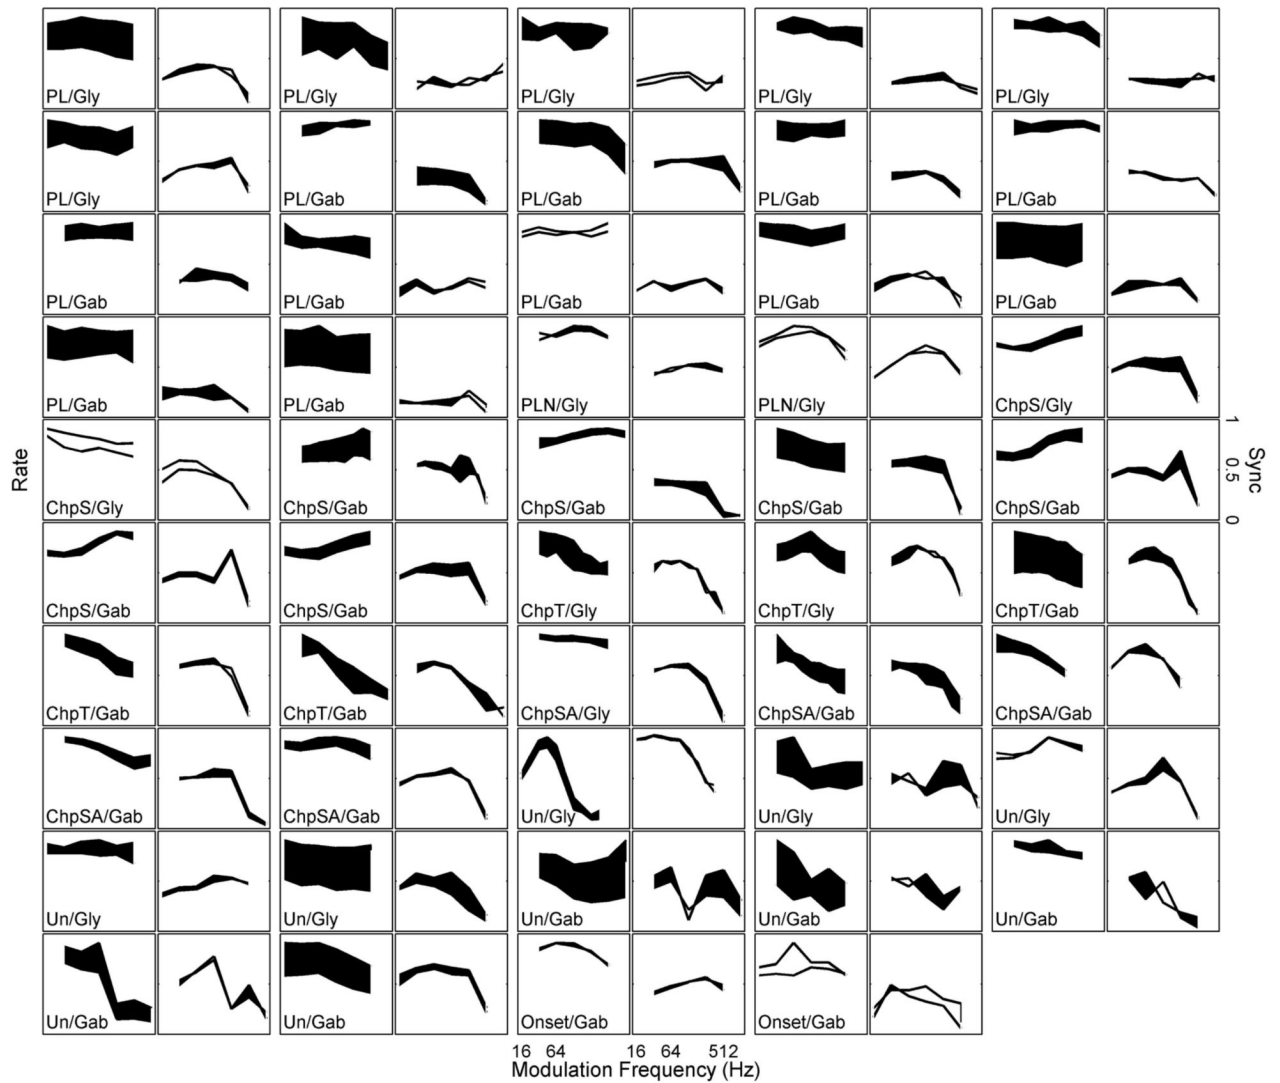 PL/Gly PL/Gly PL/Gly PL/Gly PL/Gly
PL/Gly PL/Gab PL/Gab PL/Gab PL/Gab
PL/Gab PL/Gab PL/Gab PL/Gab PL/Gab
PL/Gab PL/Gab PLN/Gly PLN/Gly ChpS/Gly
ChpS/Gly ChpS/Gab ChpS/Gab ChpS/Gab ChpS/Gab
ChpS/Gab ChpS/Gab ChpT/Gly ChpT/Gly ChpT/Gab
ChpT/Gab ChpT/Gab ChpSA/Gly ChpSA/Gab ChpSA/Gab
ChpSA/Gab ChpSA/Gab Un/Gly Un/Gly Un/Gly
Un/Gly Un/Gly Un/Gab Un/Gab Un/Gab
Un/Gab Un/Gab Onset/Gab Onset/Gab
Rate
1
0.5
0
Sync
16 64 16 64 512
Modulation Frequency (Hz)